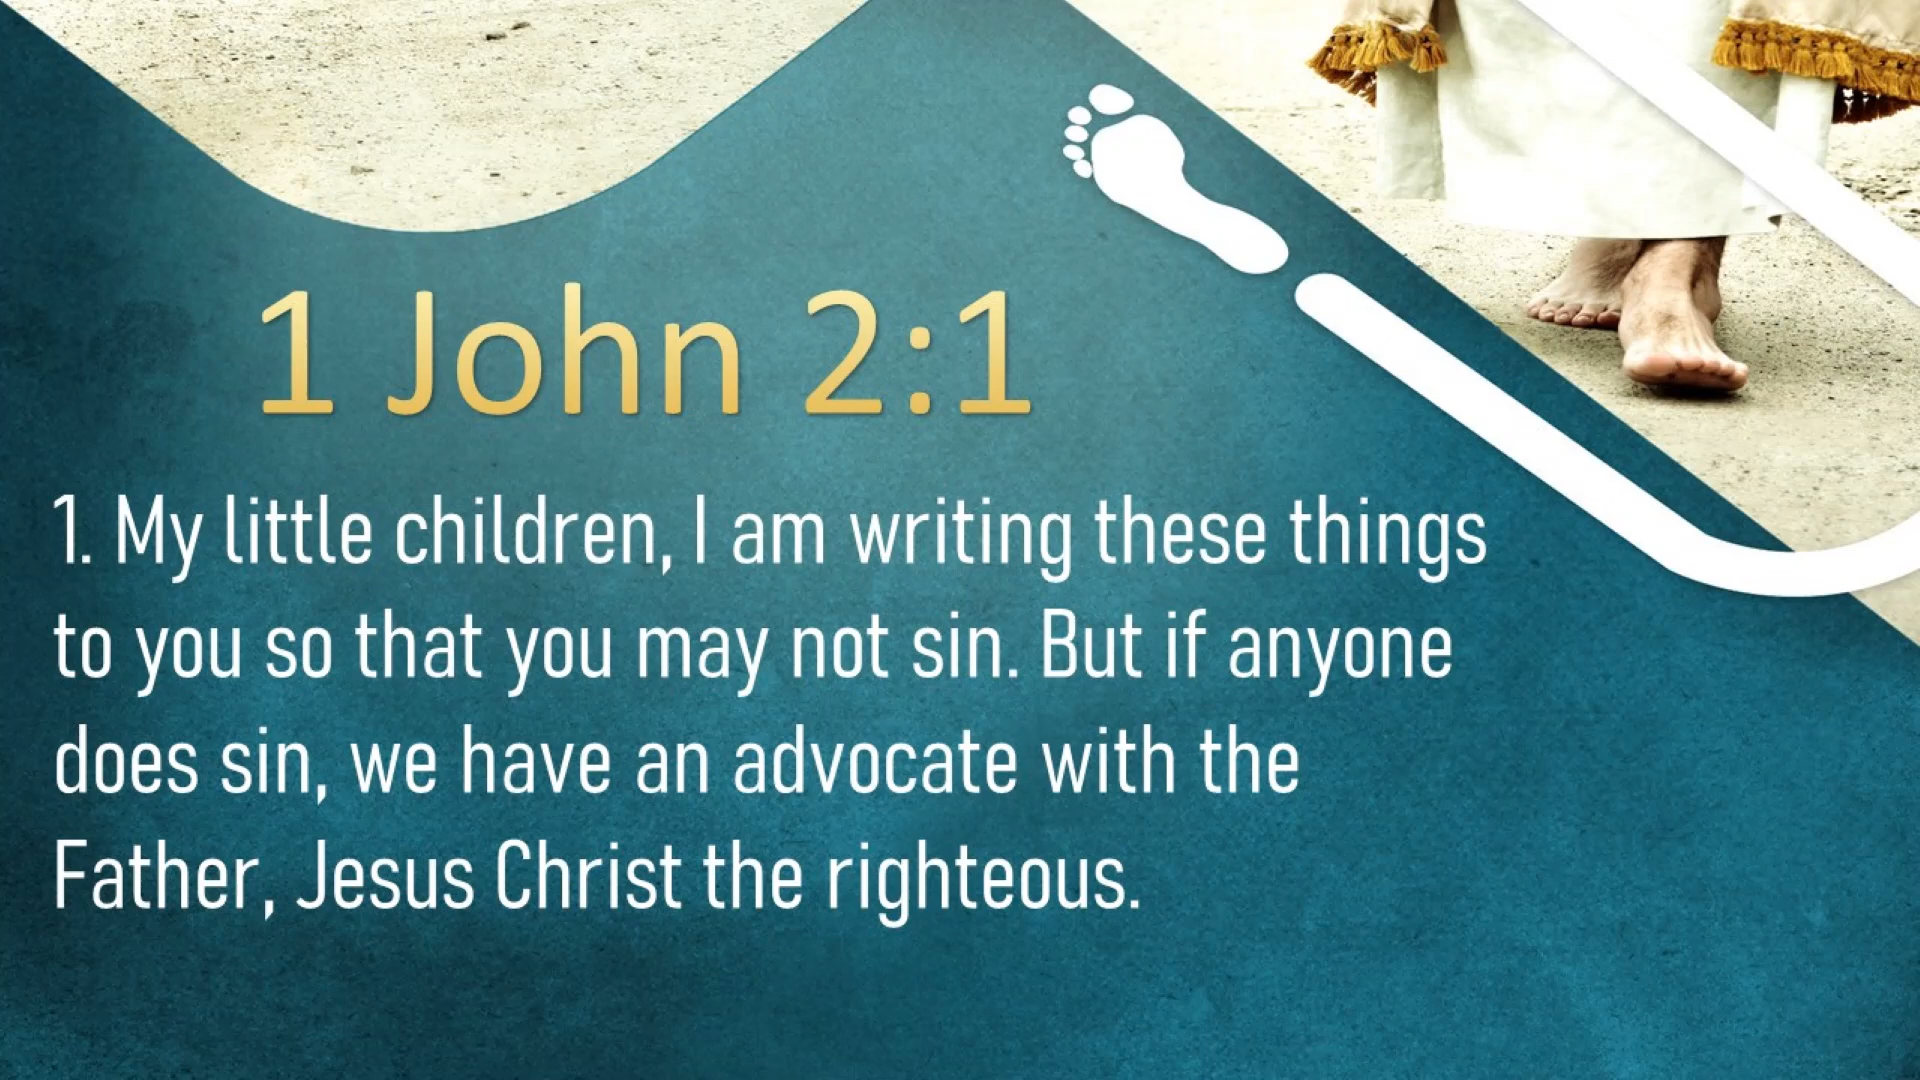 1 John 2:1
1. My little children, I am writing these things
to you so that you may not sin. But if anyone
does sin, we have an advocate with the
Father, Jesus Christ the righteous.